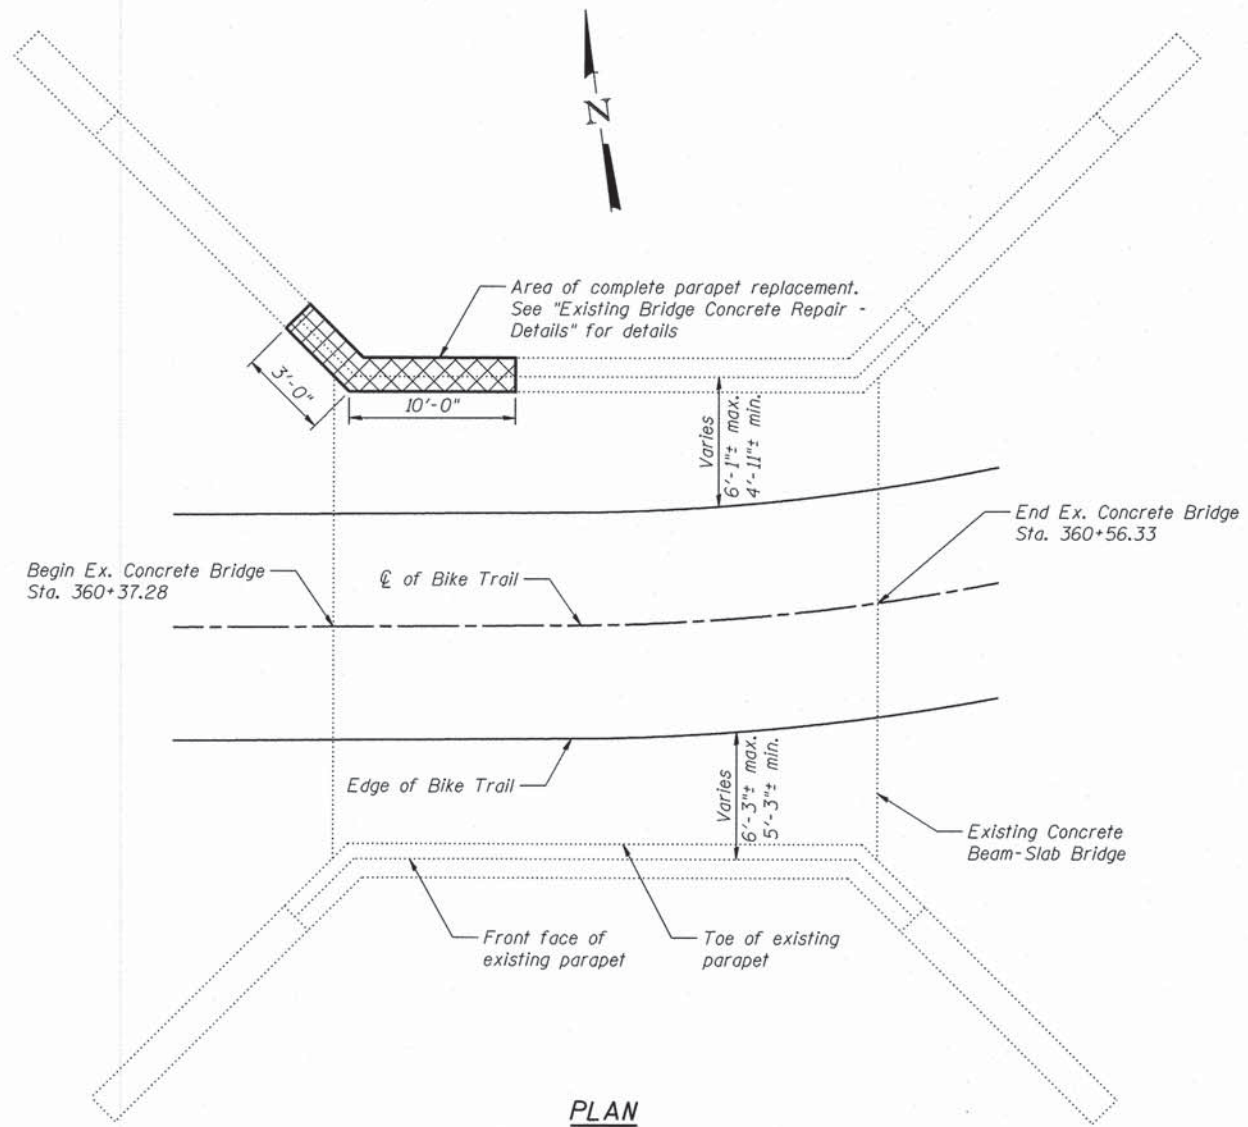 N
Area of complete parapet replacement.
See "Existing Bridge Concrete Repair -
Details" for details
3'-0"
10'-0"
Varies
6'-1"± max.
4'-11"± min.
End Ex. Concrete Bridge
Sta. 360+56.33
Begin Ex. Concrete Bridge
Sta. 360+37.28
℄ of Bike Trail
Edge of Bike Trail
Varies
6'-3"± max.
5'-3"± min.
Existing Concrete
Beam-Slab Bridge
Front face of
existing parapet
Toe of existing
parapet
PLAN